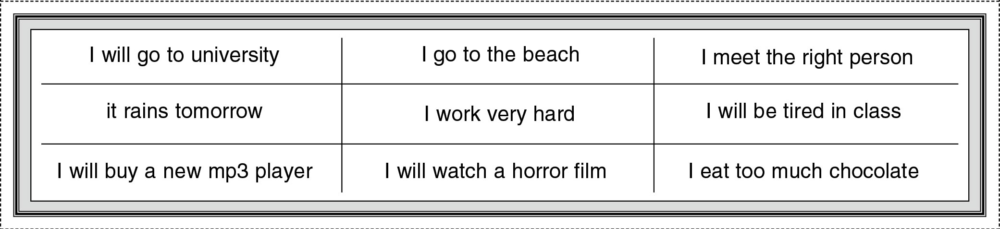 I will go to university
I go to the beach
I meet the right person
it rains tomorrow
I work very hard
I will be tired in class
I will buy a new mp3 player
I will watch a horror film
I eat too much chocolate